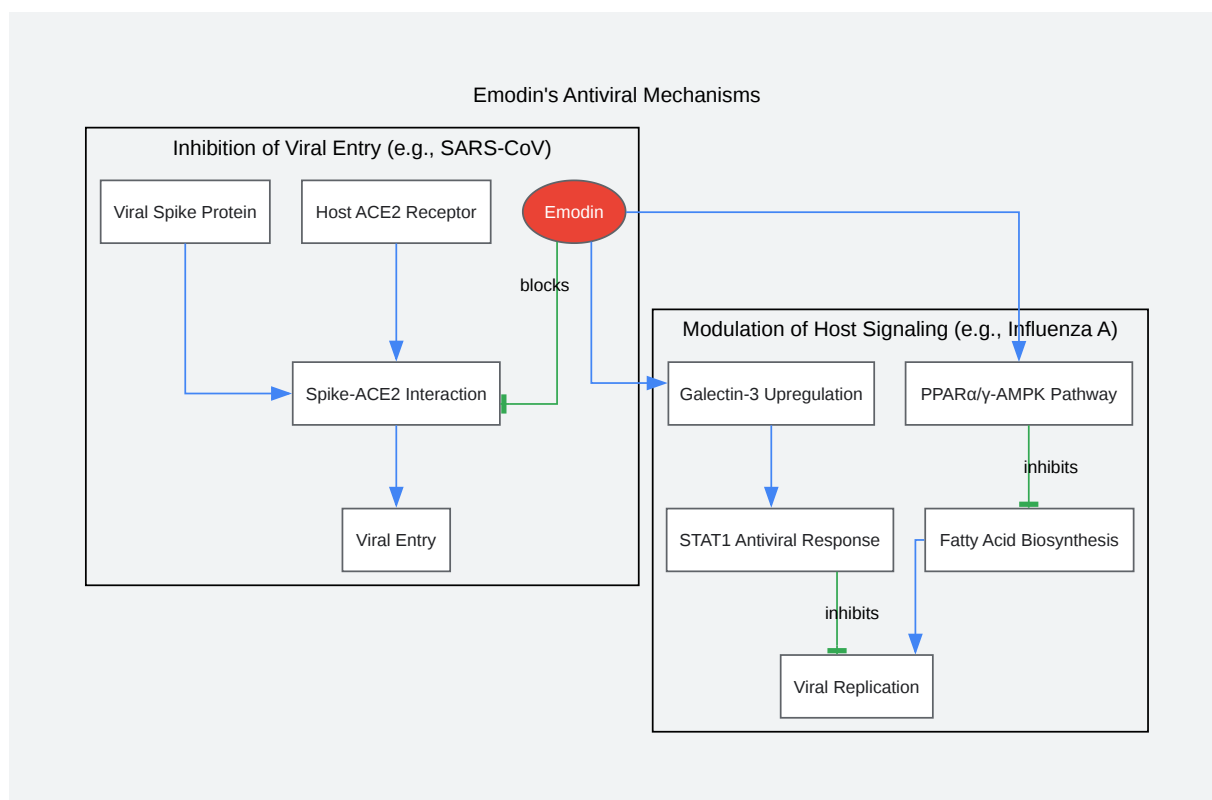 Emodin's Antiviral Mechanisms
Inhibition of Viral Entry (e.g., SARS-CoV)
Viral Spike Protein
Host ACE2 Receptor
Emodin
blocks
Modulation of Host Signaling (e.g., Influenza A)
Spike-ACE2 Interaction
Galectin-3 Upregulation
PPARα/γ-AMPK Pathway
inhibits
Viral Entry
STAT1 Antiviral Response
Fatty Acid Biosynthesis
inhibits
Viral Replication